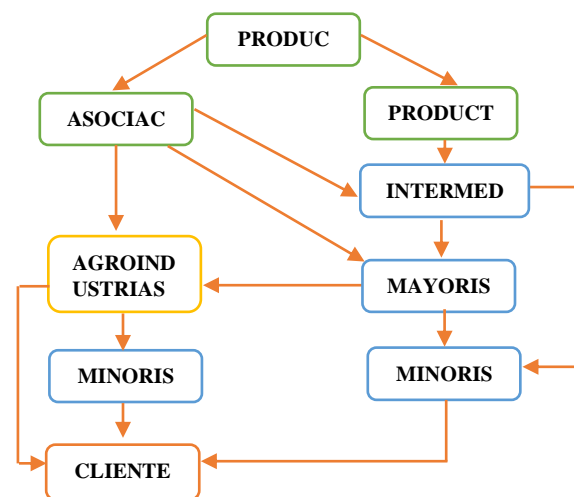 PRODUC
ASOCIAC
PRODUCT
INTERMED
AGROIND
USTRIAS
MAYORIS
MINORIS
MINORIS
CLIENTE